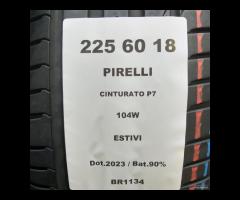 225 60 18
PIRELLI
CINTURATO P7
104W
ESTIVI
Dot.2023 / Bat.90%
BR1134